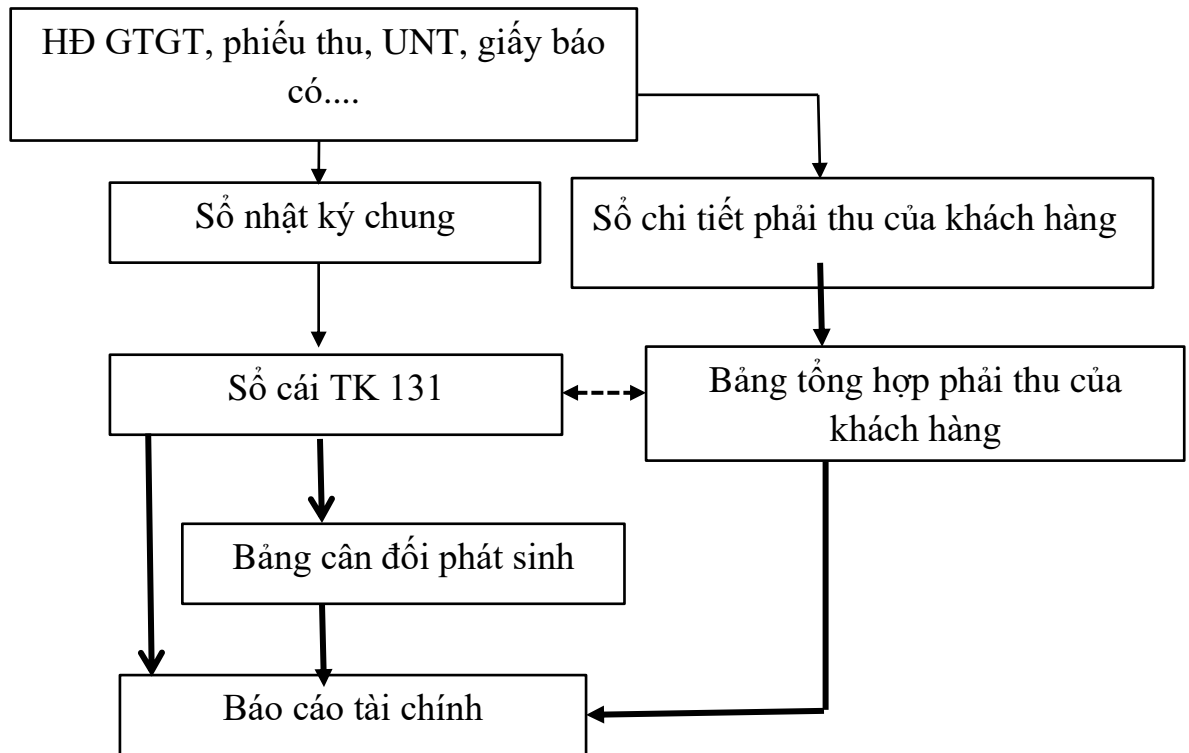 HĐ GTGT, phiếu thu, UNT, giấy báo
có....
Sổ nhật ký chung
Sổ chi tiết phải thu của khách hàng
Sổ cái TK 131
Bảng tổng hợp phải thu của
khách hàng
Bảng cân đối phát sinh
Báo cáo tài chính